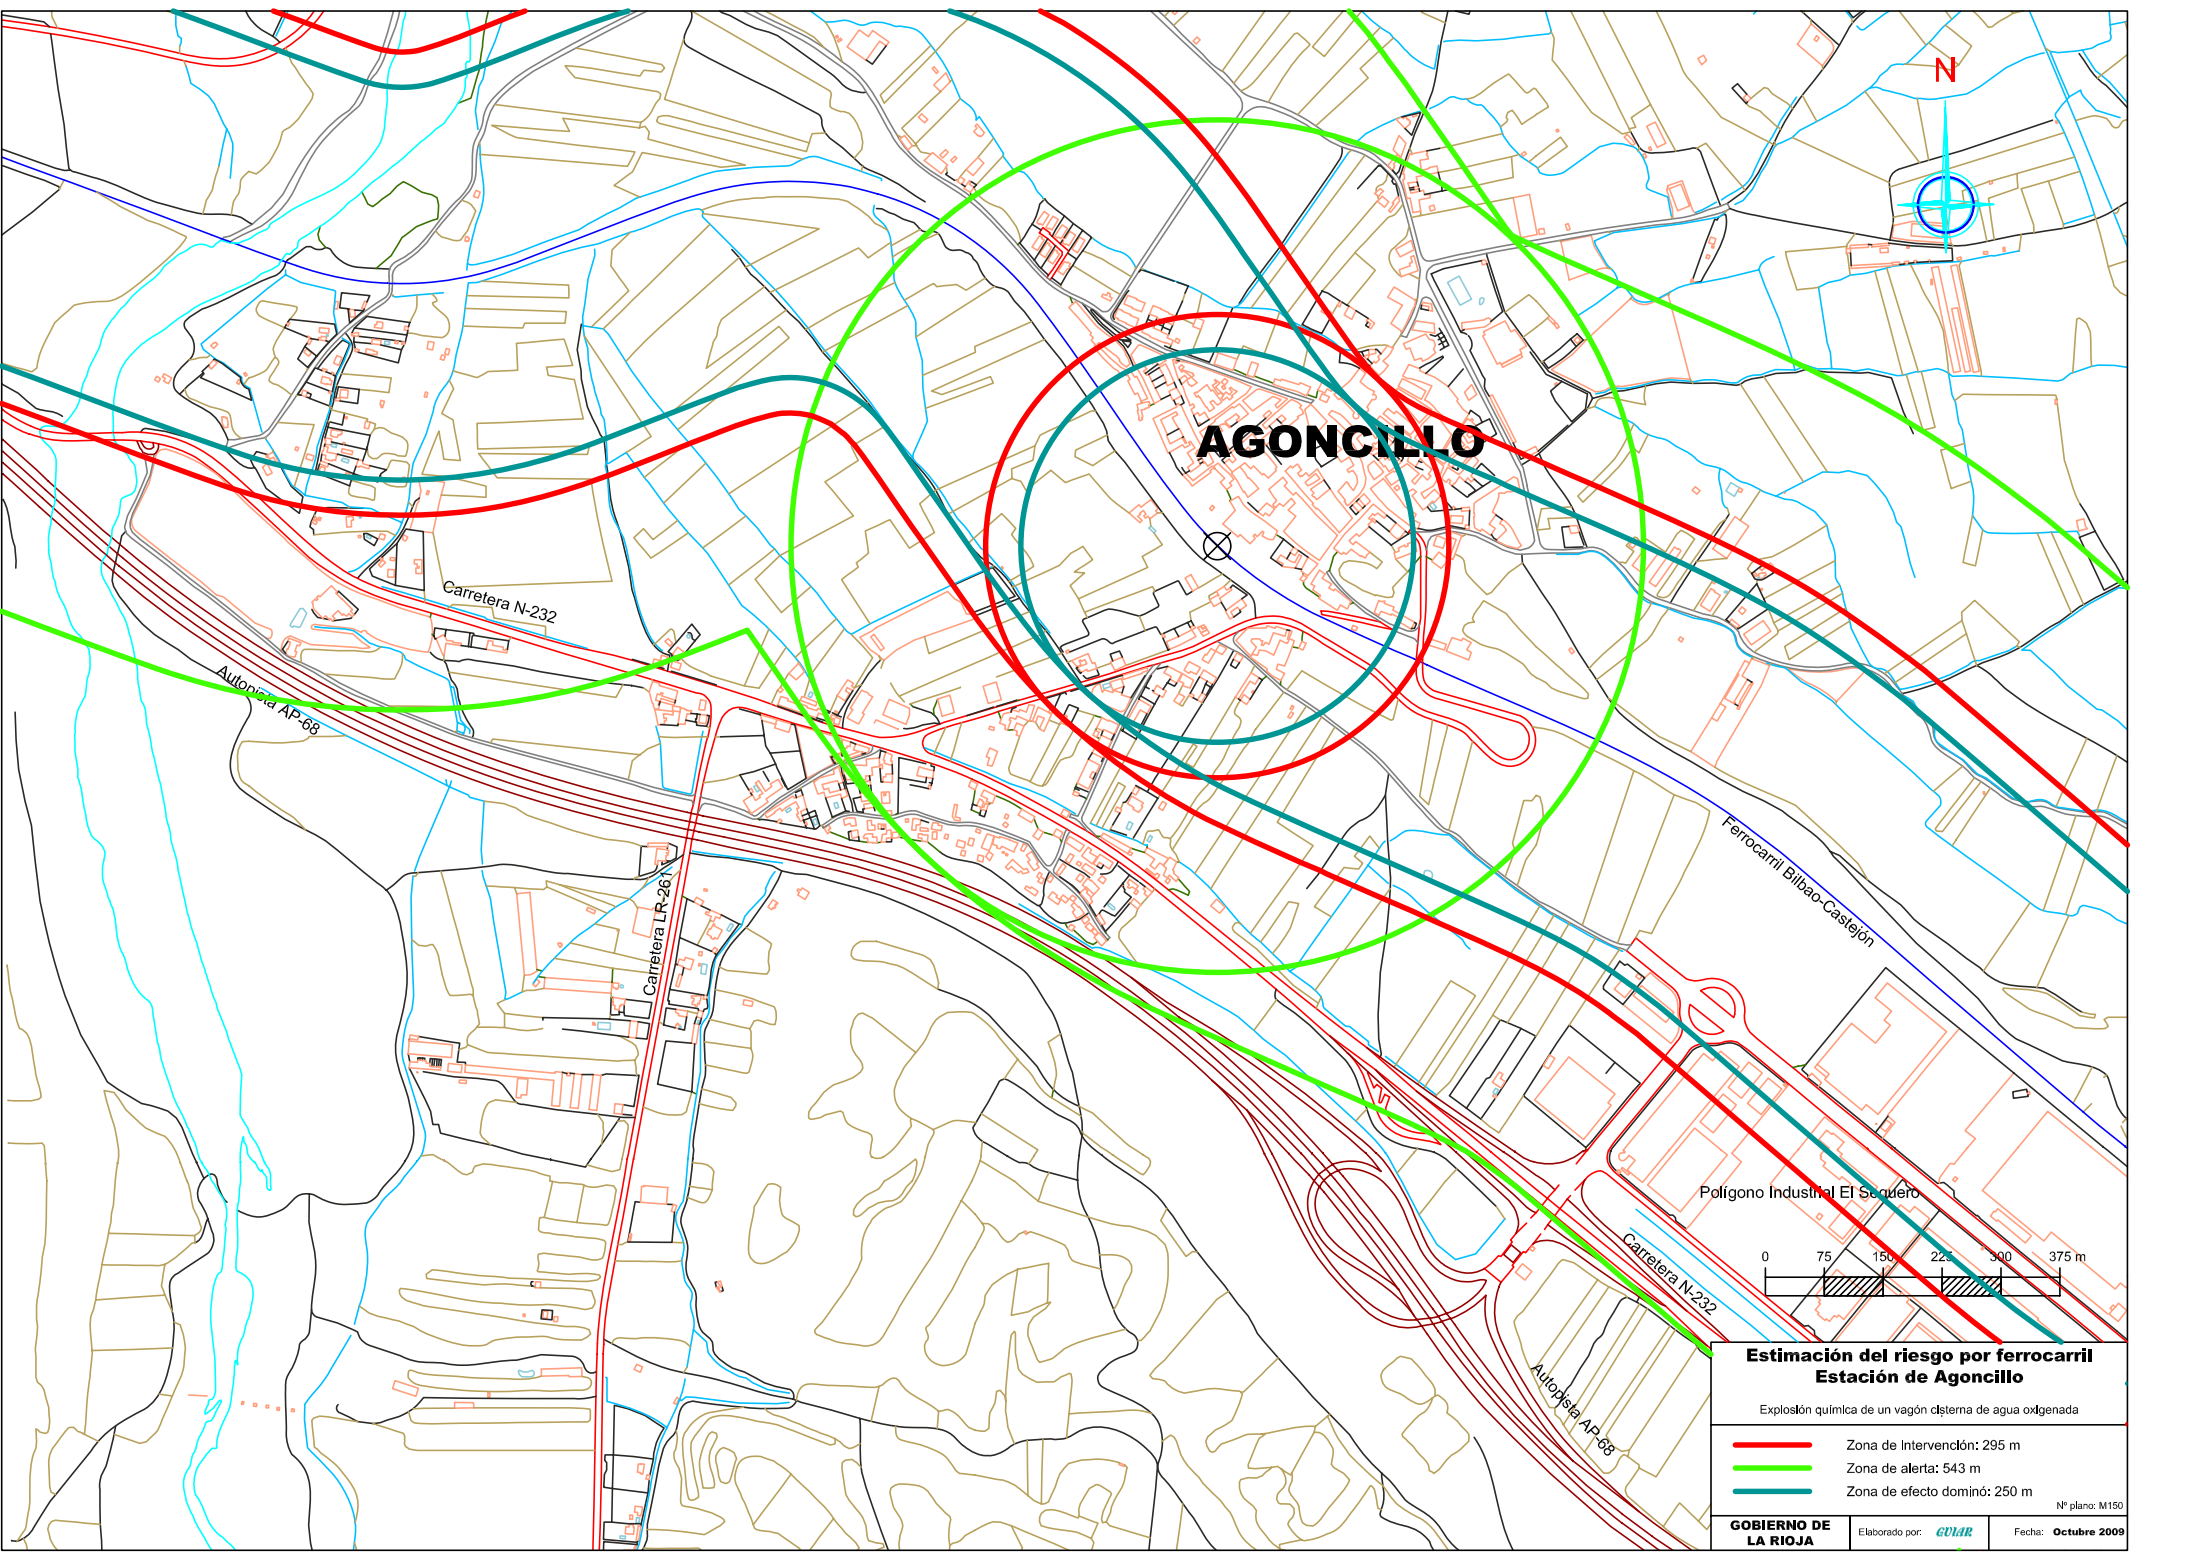 N
AGONCILLO
Carretera N-232
Autopista AP-68
Carretera LR-261
Ferrocarril Bilbao-Castejón
Polígono Industrial El Sequero
0 75 150 225 300 375 m
Carretera N-232
Autopista AP-68
Estimación del riesgo por ferrocarril
Estación de Agoncillo
Explosión química de un vagón cisterna de agua oxigenada
Zona de Intervención: 295 m
Zona de alerta: 543 m
Zona de efecto dominó: 250 m
Nº plano: M150
GOBIERNO DE
LA RIOJA
Elaborado por: GUIAR
Fecha: Octubre 2009